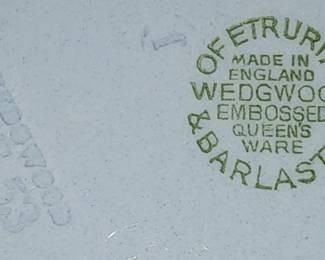 OF ETRURI
MADE IN
ENGLAND
WEDGWOO
EMBOSSED
QUEEN'S
WARE
& BARLAST